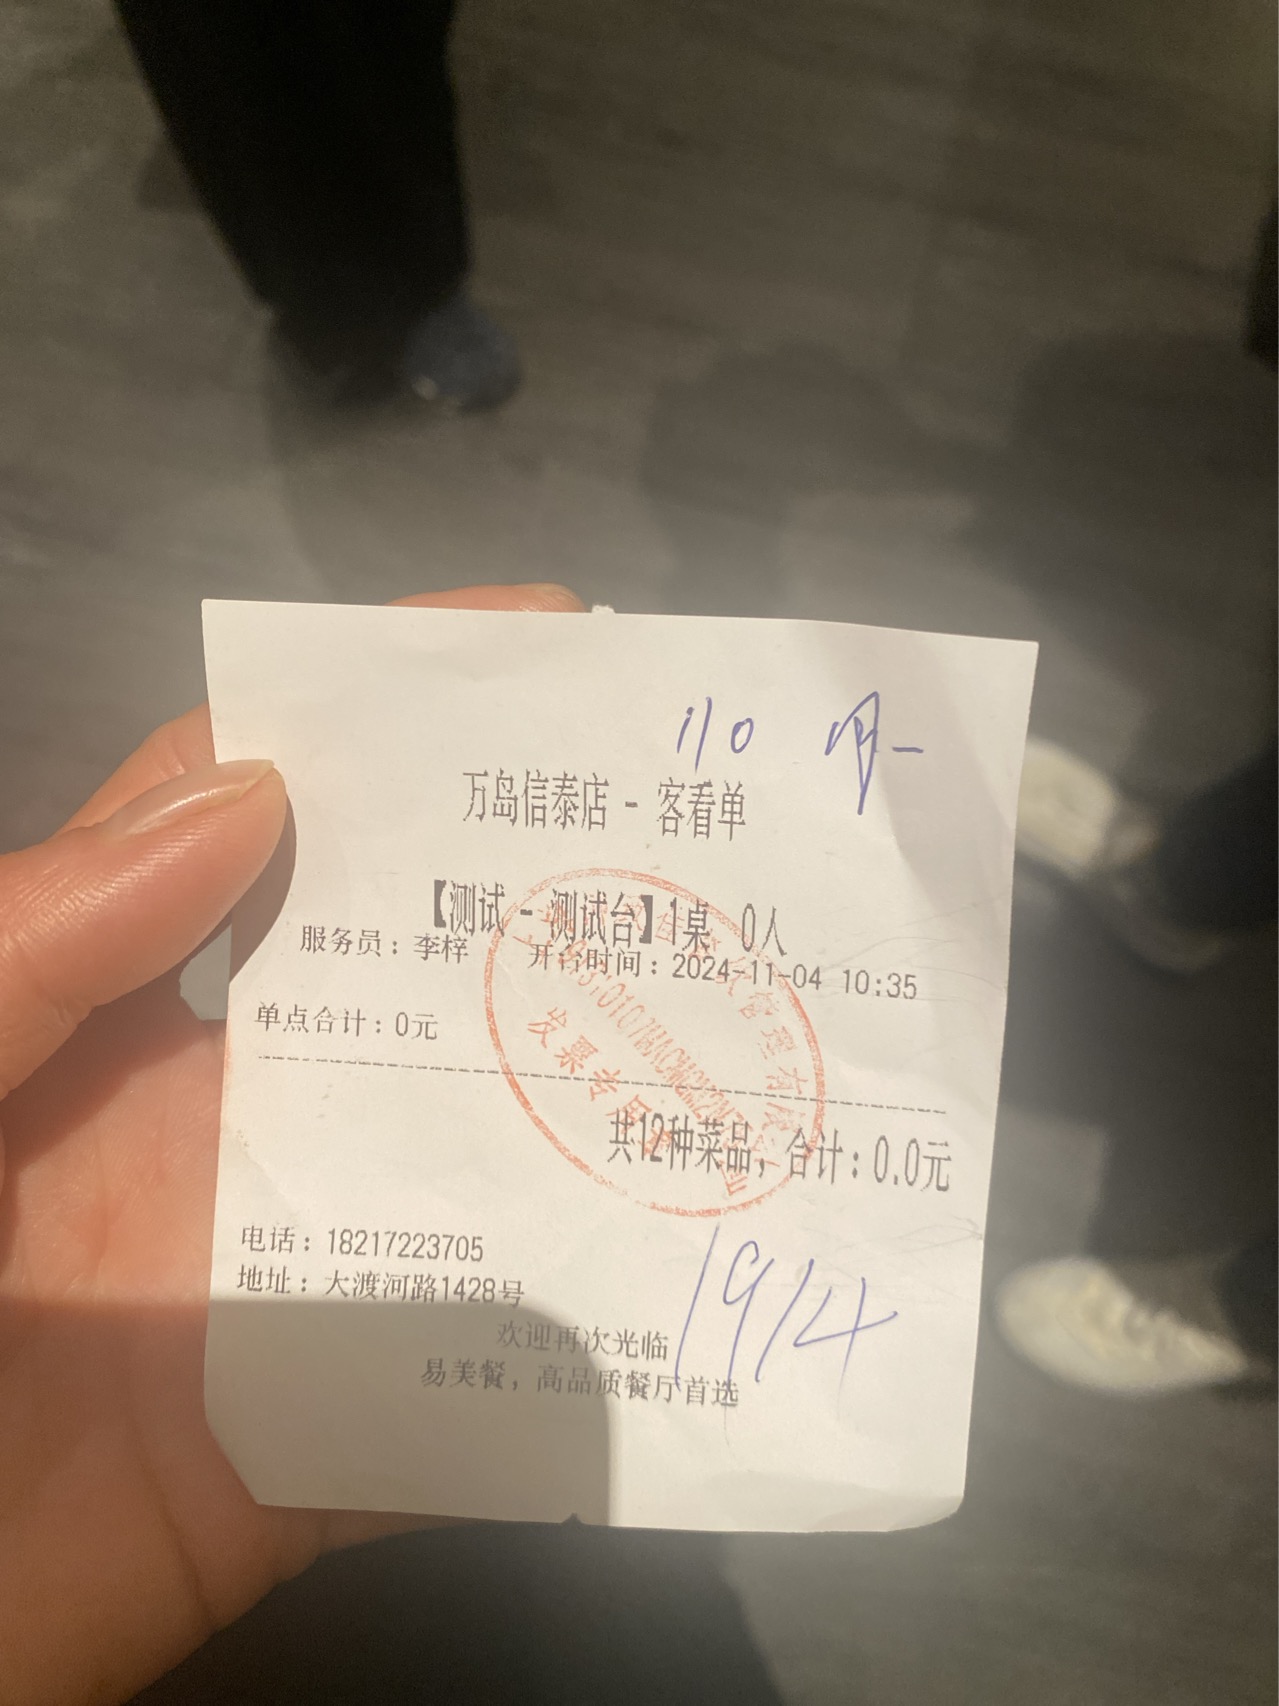 110
万岛信泰店 - 客看单
【测试 - 测试台】1桌 0人
服务员：李梓 开台时间：2024-11-04 10:35
单点合计：0元
发票专用章
共12种菜品，合计：0.0元
电话：18217223705
地址：大渡河路1428号
1914
欢迎再次光临
易美餐，高品质餐厅首选